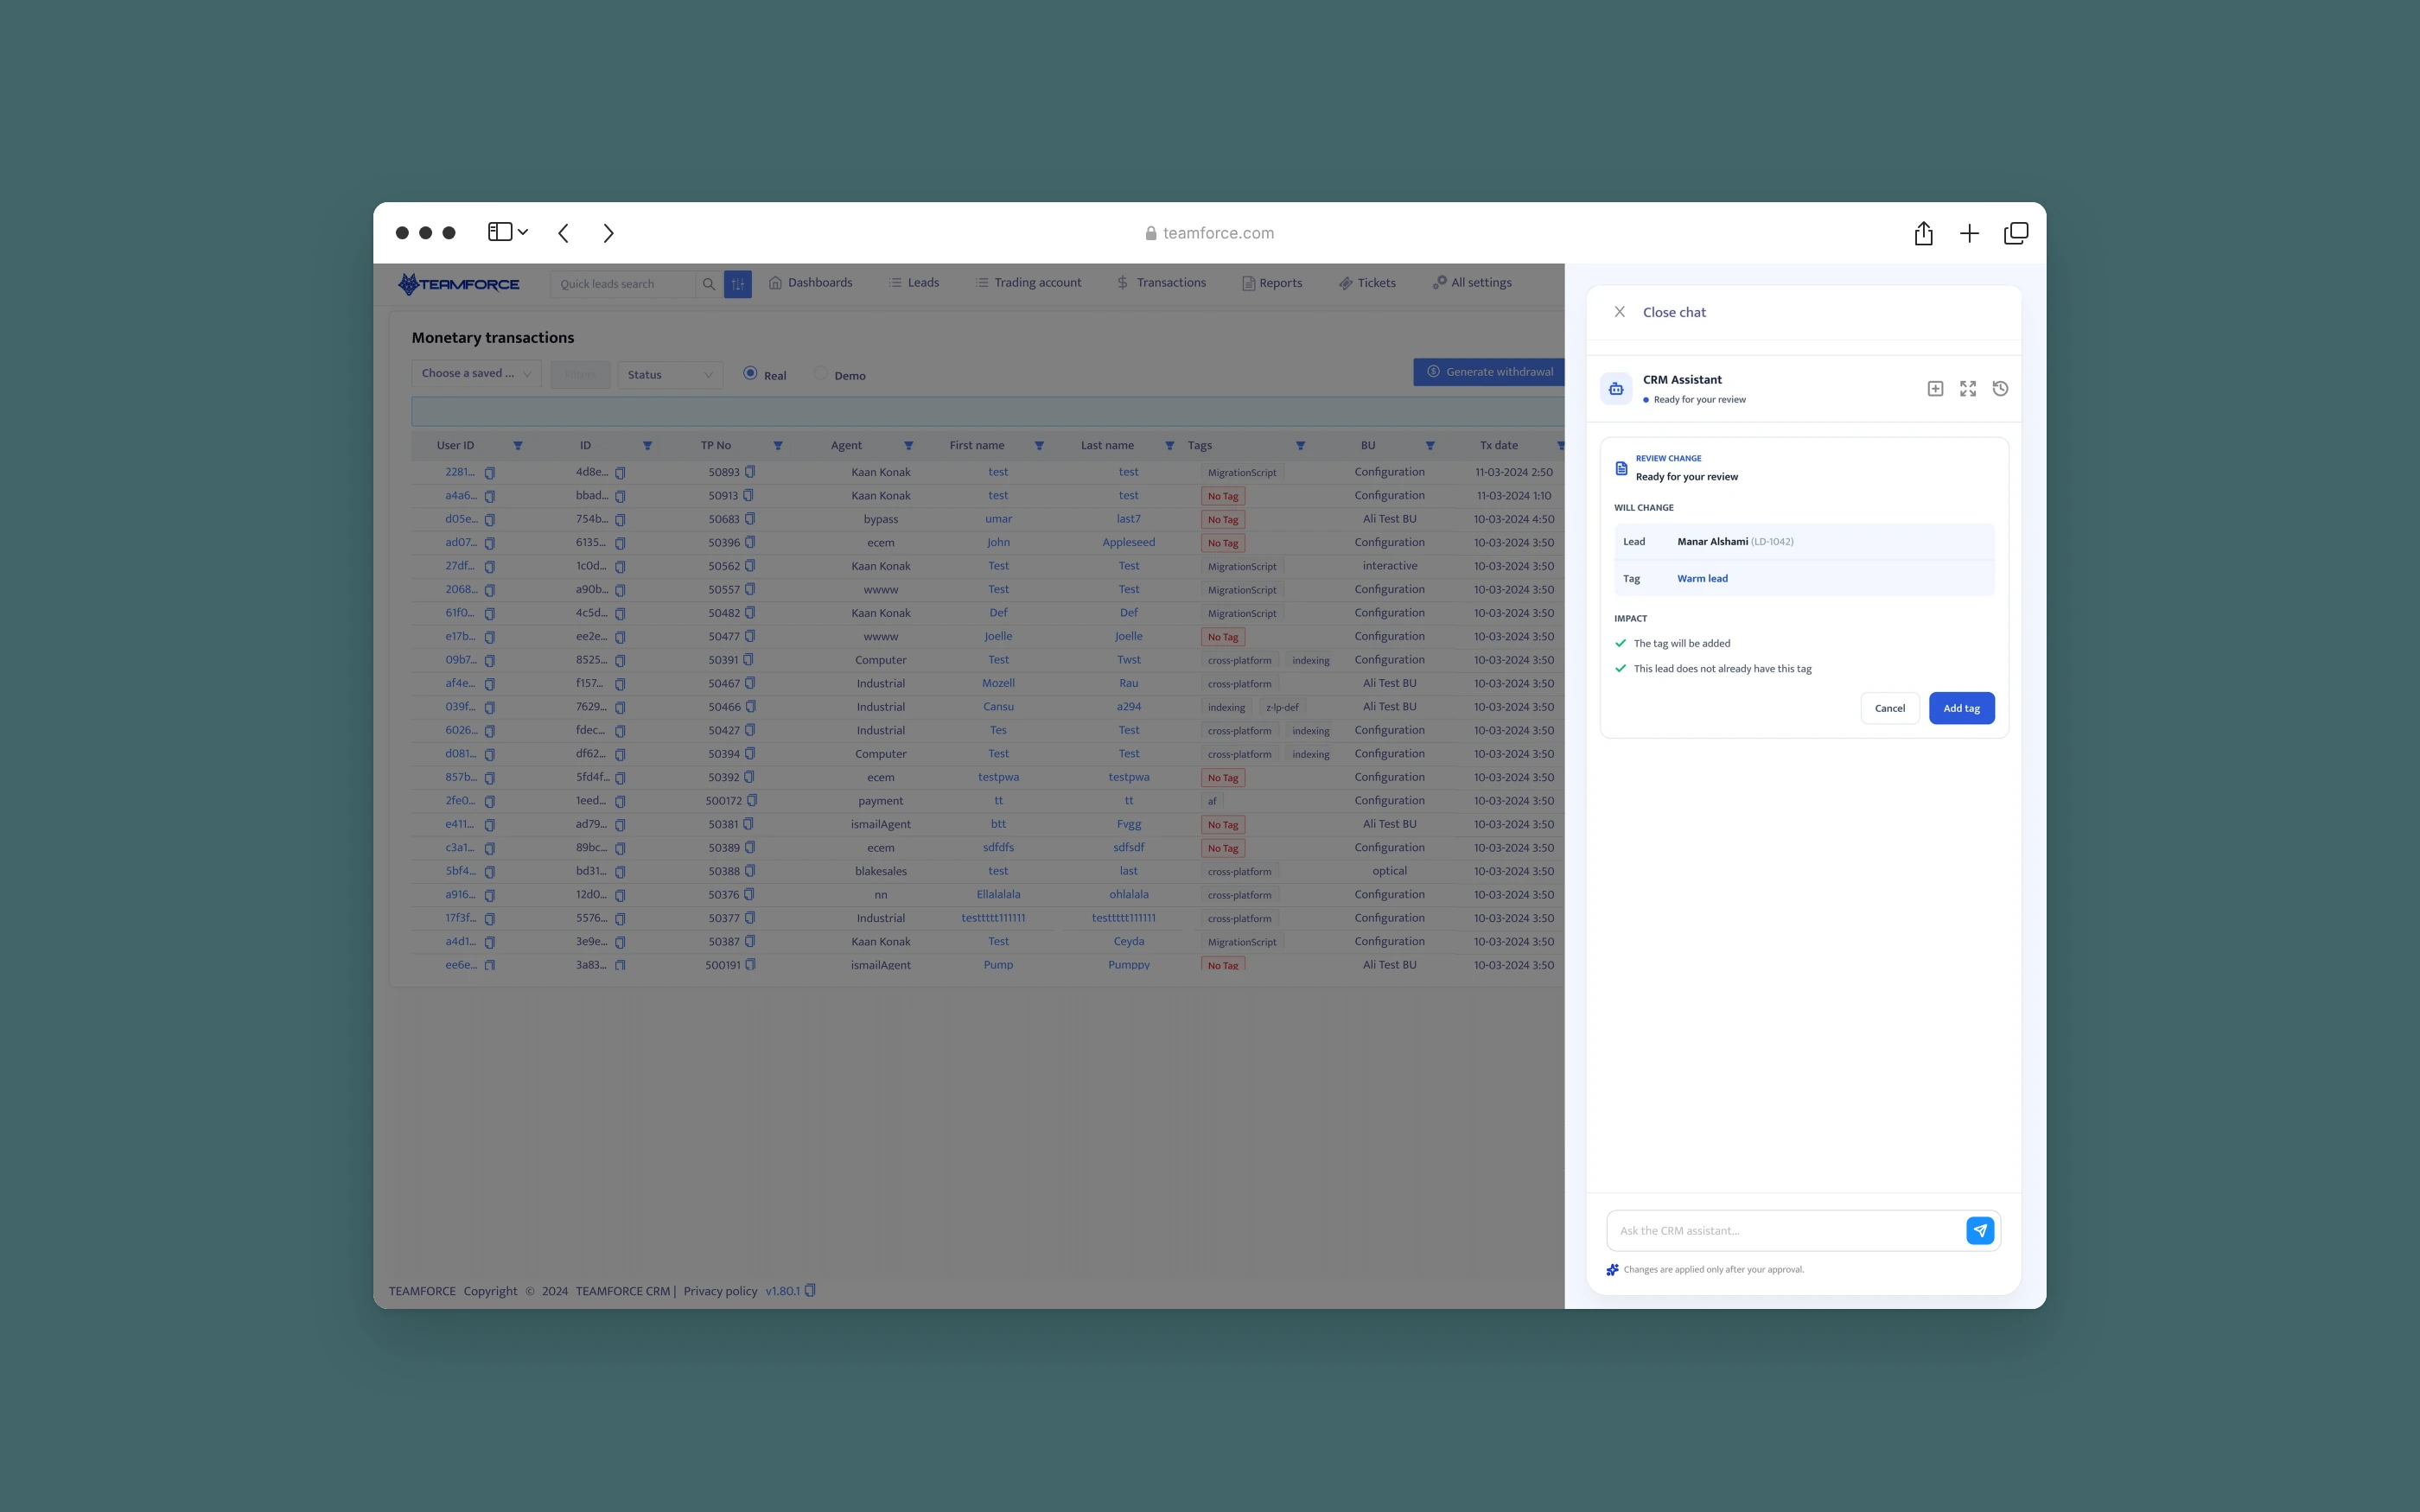 teamforce.com
TEAMFORCE Quick leads search Dashboards Leads Trading account Transactions Reports Tickets All settings
Monetary transactions
Choose a saved ... Status Real Demo Generate withdrawal
User ID ID TP No Agent First name Last name Tags BU Tx date
2281... 4d8e... 50893 Kaan Konak test test MigrationScript Configuration 11-03-2024 2:50
a4a6... bbad... 50913 Kaan Konak test test No Tag Configuration 11-03-2024 1:10
d05e... 754b... 50683 bypass umar last7 No Tag Ali Test BU 10-03-2024 4:50
ad07... 6135... 50396 ecem John Appleseed No Tag Configuration 10-03-2024 3:50
27df... 1c0d... 50562 Kaan Konak Test Test MigrationScript interactive 10-03-2024 3:50
2068... a90b... 50557 wwww Test Test MigrationScript Configuration 10-03-2024 3:50
61f0... 4c5d... 50482 Kaan Konak Def Def MigrationScript Configuration 10-03-2024 3:50
e17b... ee2e... 50477 wwww Joelle Joelle No Tag Configuration 10-03-2024 3:50
09b7... 8525... 50391 Computer Test Twst cross-platform indexing Configuration 10-03-2024 3:50
af4e... f157... 50467 Industrial Mozell Rau cross-platform Ali Test BU 10-03-2024 3:50
039f... 7629... 50466 Industrial Cansu a294 indexing z-lp-def Ali Test BU 10-03-2024 3:50
6026... fdec... 50427 Industrial Tes Test cross-platform indexing Configuration 10-03-2024 3:50
d081... df62... 50394 Computer Test Test cross-platform indexing Configuration 10-03-2024 3:50
857b... 5fd4f... 50392 ecem testpwa testpwa No Tag Configuration 10-03-2024 3:50
2fe0... 1eed... 500172 payment tt tt af Configuration 10-03-2024 3:50
e411... ad79... 50381 ismailAgent btt Fvgg No Tag Ali Test BU 10-03-2024 3:50
c3a1... 89bc... 50389 ecem sdfdfs sdfsdf No Tag Configuration 10-03-2024 3:50
5bf4... bd31... 50388 blakesales test last cross-platform optical 10-03-2024 3:50
a916... 12d0... 50376 nn Ellalalala ohlalala cross-platform Configuration 10-03-2024 3:50
17f3f... 5576... 50377 Industrial testtttt111111 testtttt111111 cross-platform Configuration 10-03-2024 3:50
a4d1... 3e9e... 50387 Kaan Konak Test Ceyda MigrationScript Configuration 10-03-2024 3:50
ee6e... 3a83... 500191 ismailAgent Pump Pumppy No Tag Ali Test BU 10-03-2024 3:50
TEAMFORCE Copyright © 2024 TEAMFORCE CRM | Privacy policy v1.80.1
Close chat
CRM Assistant
Ready for your review
REVIEW CHANGE
Ready for your review
WILL CHANGE
Lead Manar Alshami (LD-1042)
Tag Warm lead
IMPACT
The tag will be added
This lead does not already have this tag
Cancel Add tag
Ask the CRM assistant...
Changes are applied only after your approval.